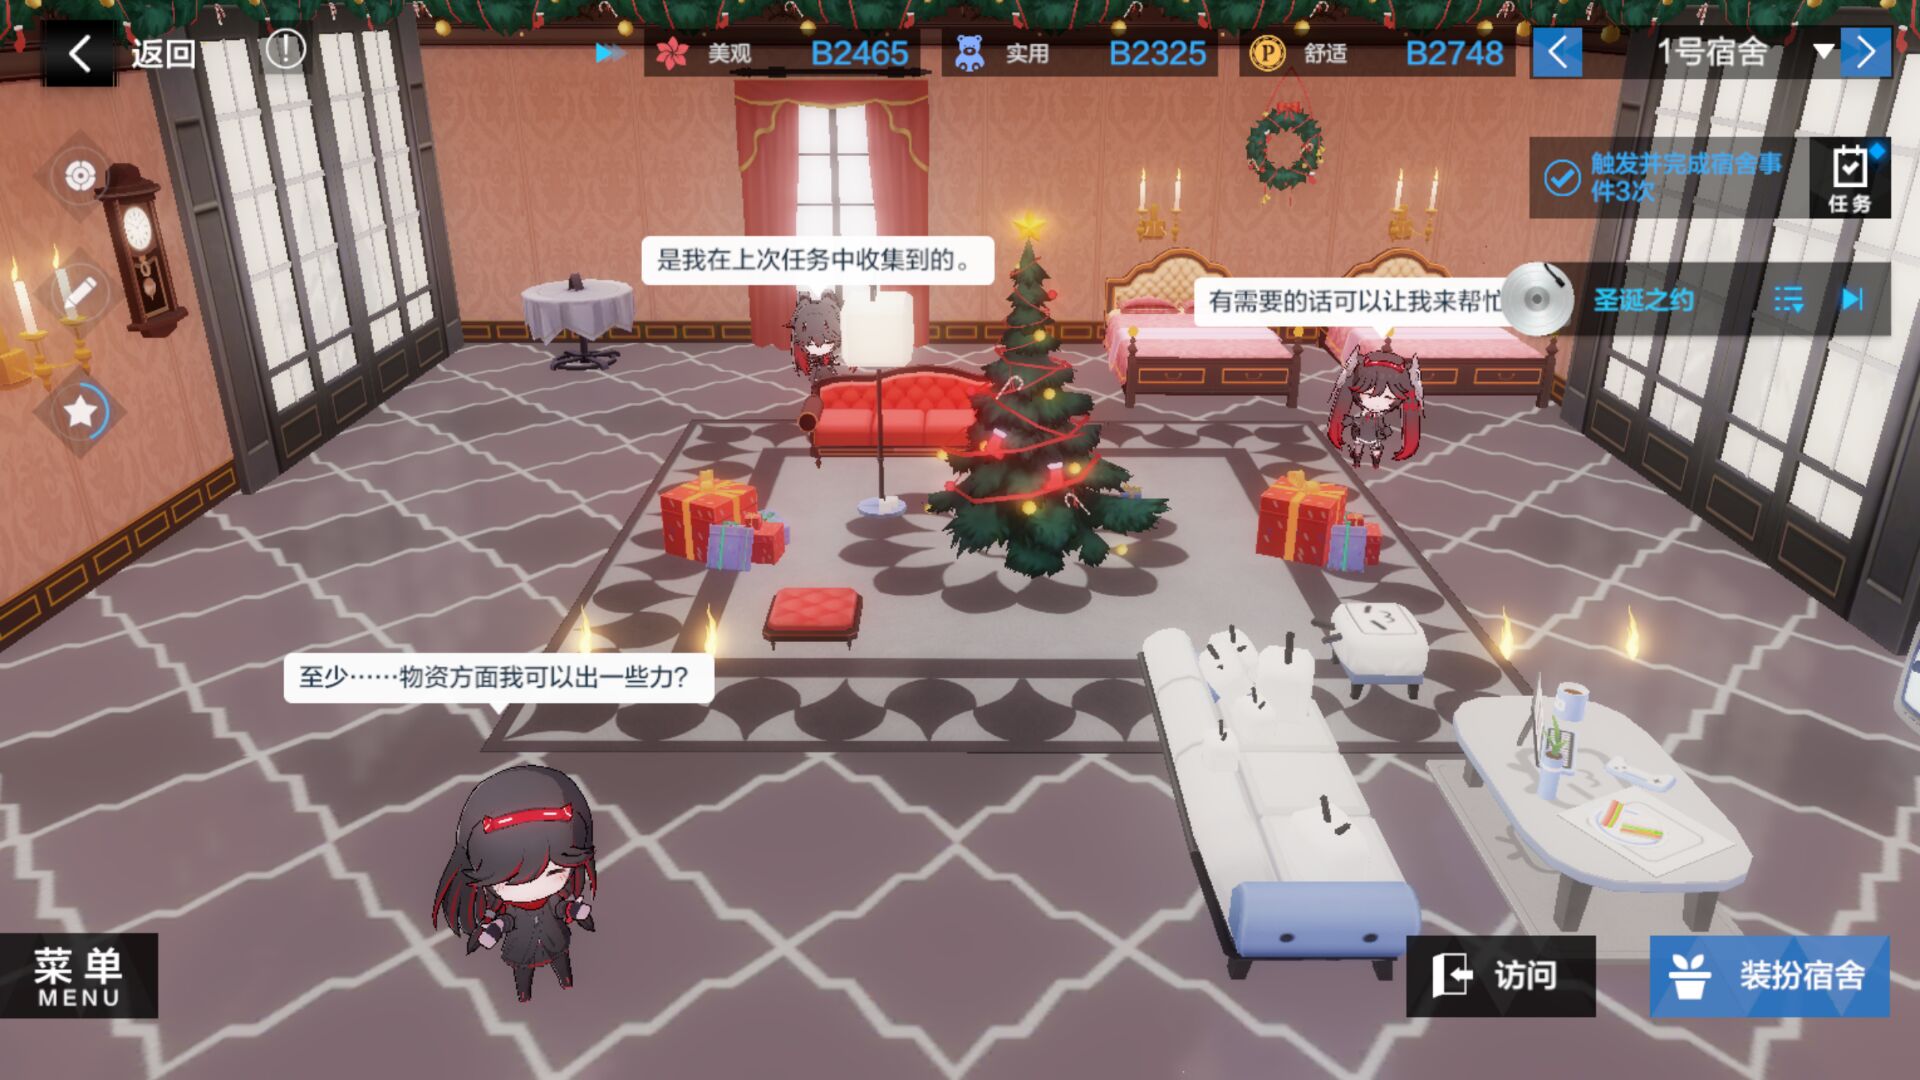 返回
美观 B2465
实用 B2325
舒适 B2748
1号宿舍
触发并完成宿舍事
件3次
任务
是我在上次任务中收集到的。
有需要的话可以让我来帮忙
圣诞之约
至少……物资方面我可以出一些力?
菜单
MENU
访问
装扮宿舍